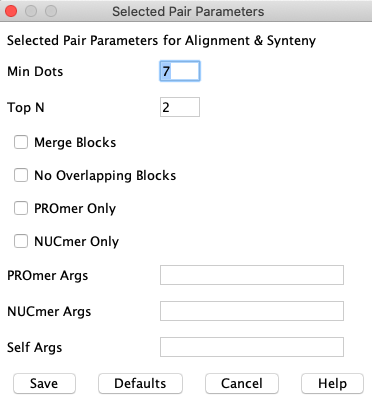 Selected Pair Parameters
Selected Pair Parameters for Alignment & Synteny
Min Dots 7
Top N 2
Merge Blocks
No Overlapping Blocks
PROmer Only
NUCmer Only
PROmer Args
NUCmer Args
Self Args
Save Defaults Cancel Help